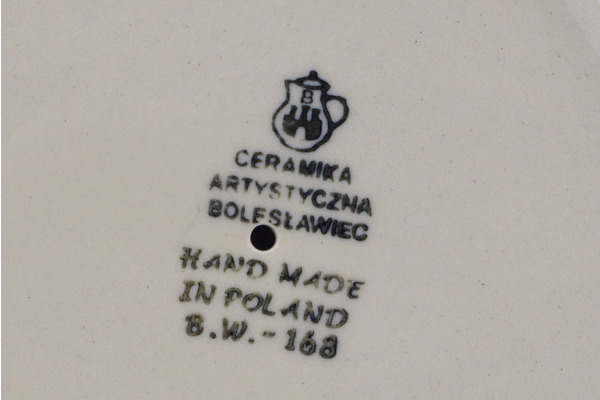 B
CERAMIKA
ARTYSTYCZNA
BOLESŁAWIEC
HAND MADE
IN POLAND
B.W.-168